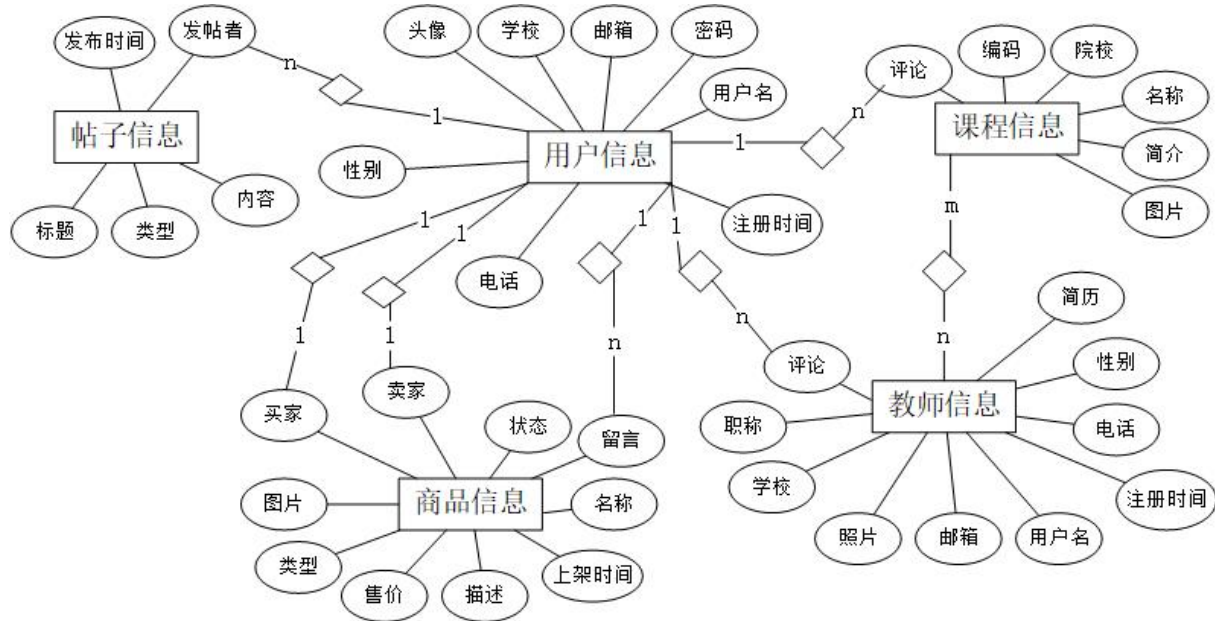 头像
学校
邮箱
密码
发布时间
发帖者
n
1
用户名
帖子信息
用户信息
性别
标题
类型
内容
注册时间
电话
1
n
评论
编码
院校
名称
课程信息
简介
图片
m
n
1
1
1
1
1
n
1
n
评论
简历
性别
教师信息
职称
电话
学校
注册时间
照片
邮箱
用户名
买家
卖家
状态
留言
图片
商品信息
名称
类型
售价
描述
上架时间